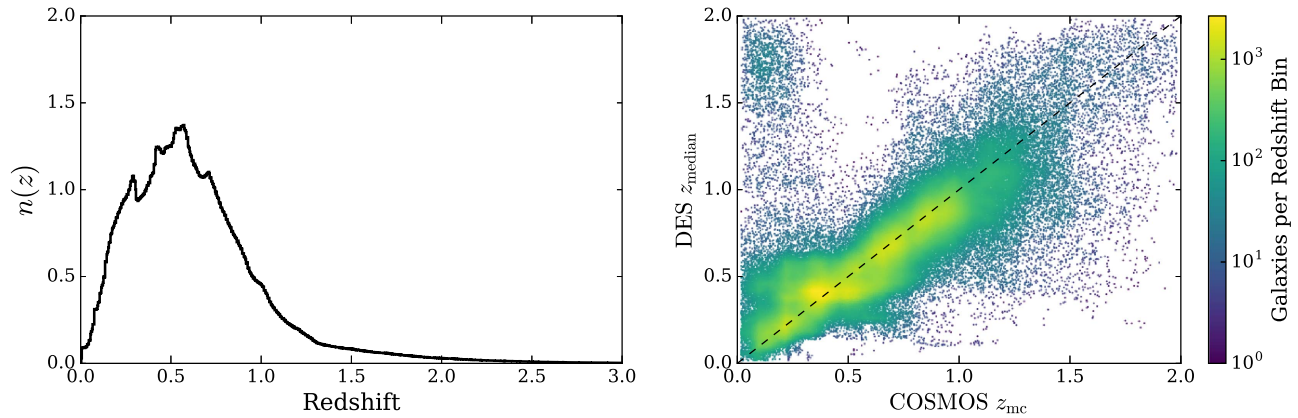 n(z)
1.5
1.0
0.5
0.0
2.0
0.0 0.5 1.0 1.5 2.0 2.5 3.0
Redshift
DES z_median
2.0
1.5
1.0
0.5
0.0
0.0 0.5 1.0 1.5 2.0
COSMOS z_mc
10^3
10^2
10^1
10^0
Galaxies per Redshift Bin